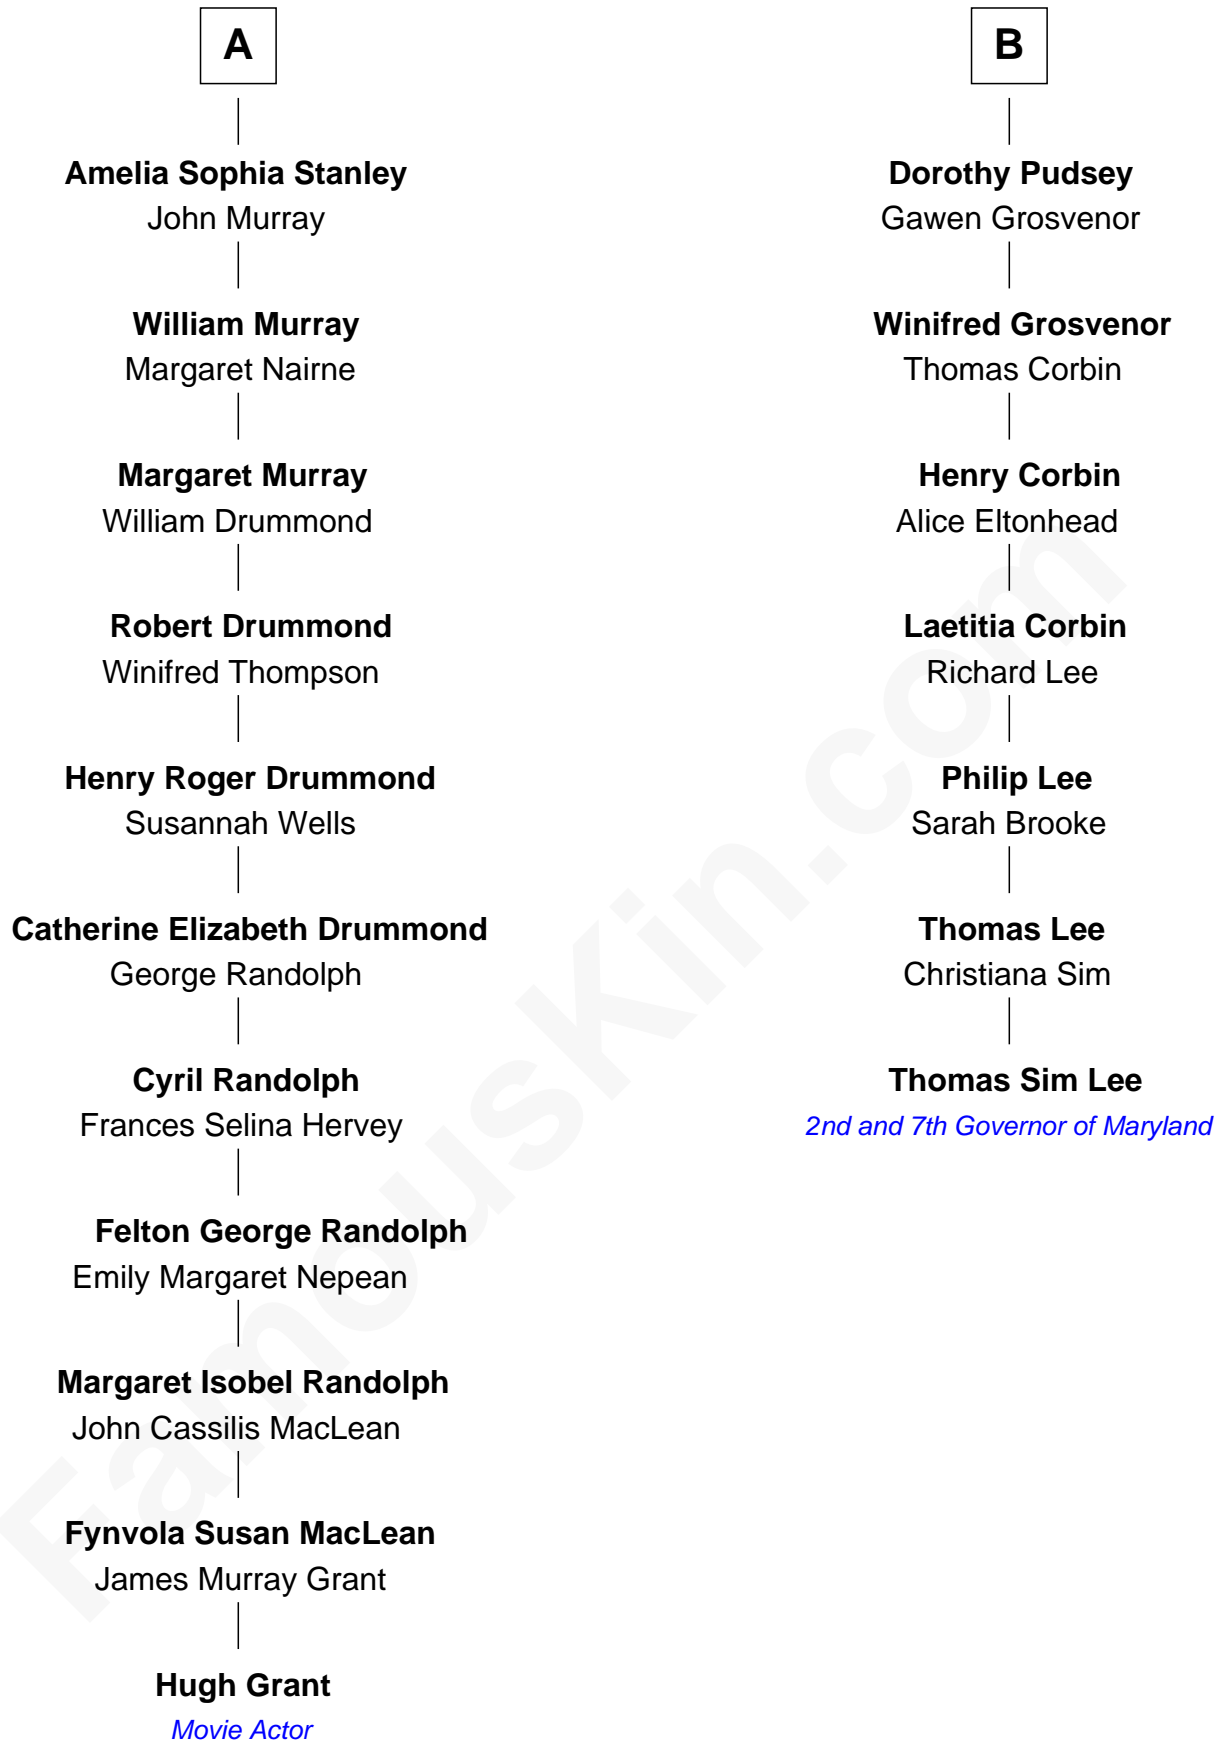 A
Amelia Sophia Stanley
John Murray
William Murray
Margaret Nairne
Margaret Murray
William Drummond
Robert Drummond
Winifred Thompson
Henry Roger Drummond
Susannah Wells
Catherine Elizabeth Drummond
George Randolph
Cyril Randolph
Frances Selina Hervey
Felton George Randolph
Emily Margaret Nepean
Margaret Isobel Randolph
John Cassilis MacLean
Fynvola Susan MacLean
James Murray Grant
Hugh Grant
Movie Actor
B
Dorothy Pudsey
Gawen Grosvenor
Winifred Grosvenor
Thomas Corbin
Henry Corbin
Alice Eltonhead
Laetitia Corbin
Richard Lee
Philip Lee
Sarah Brooke
Thomas Lee
Christiana Sim
Thomas Sim Lee
2nd and 7th Governor of Maryland
FamousKin.com